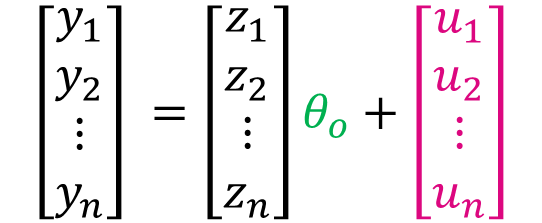 y₁ z₁ u₁
y₂ = z₂ θₒ + u₂
⋮ ⋮ ⋮
yₙ zₙ uₙ